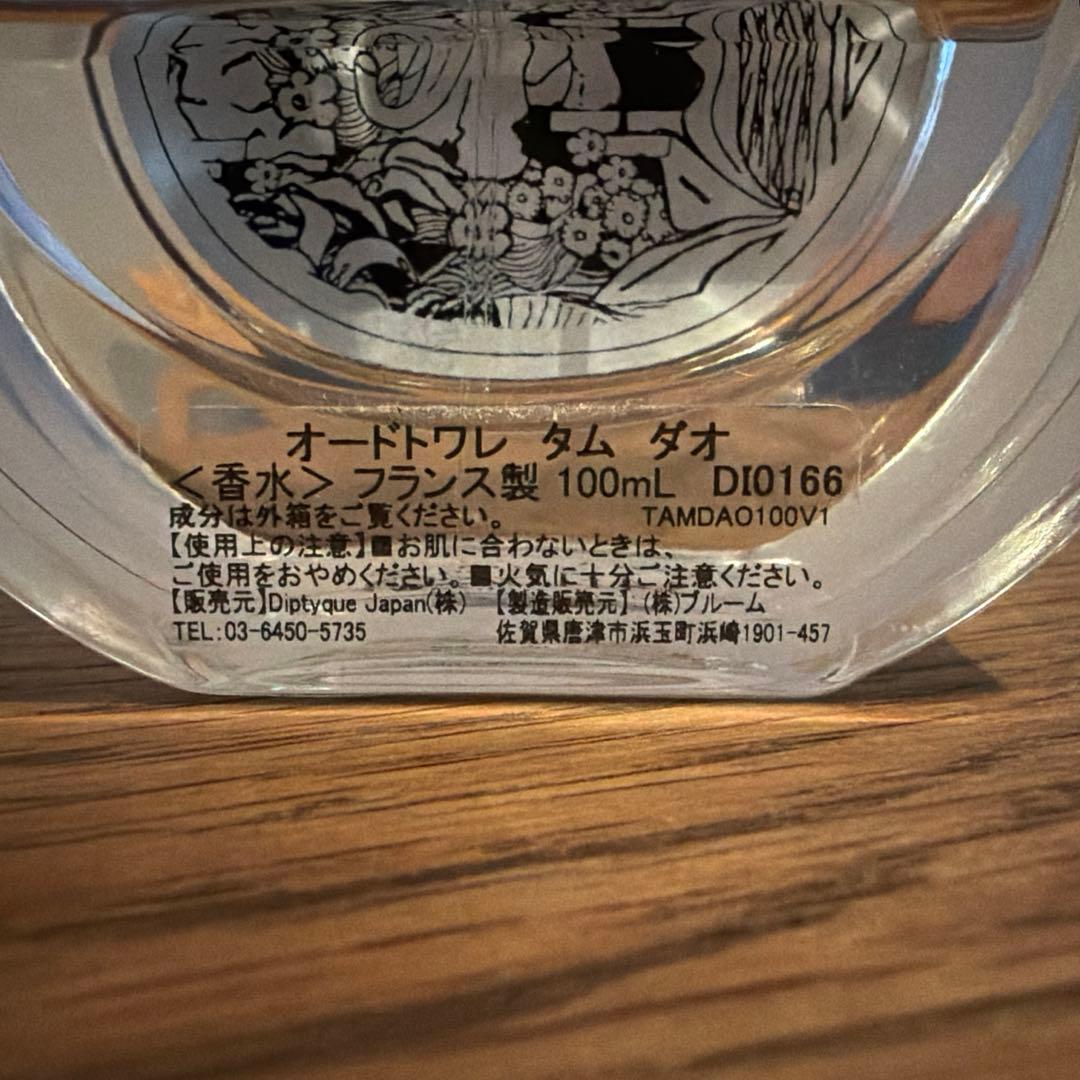 オードトワレ タム ダオ
＜香水＞ フランス製 100mL DI0166
成分は外箱をご覧ください。 TAMDAO100V1
【使用上の注意】■お肌に合わないときは、
ご使用をおやめください。■火気に十分ご注意ください。
【販売元】Diptyque Japan(株) 【製造販売元】(株)ブルーム
TEL:03-6450-5735 佐賀県唐津市浜玉町浜崎1901-457